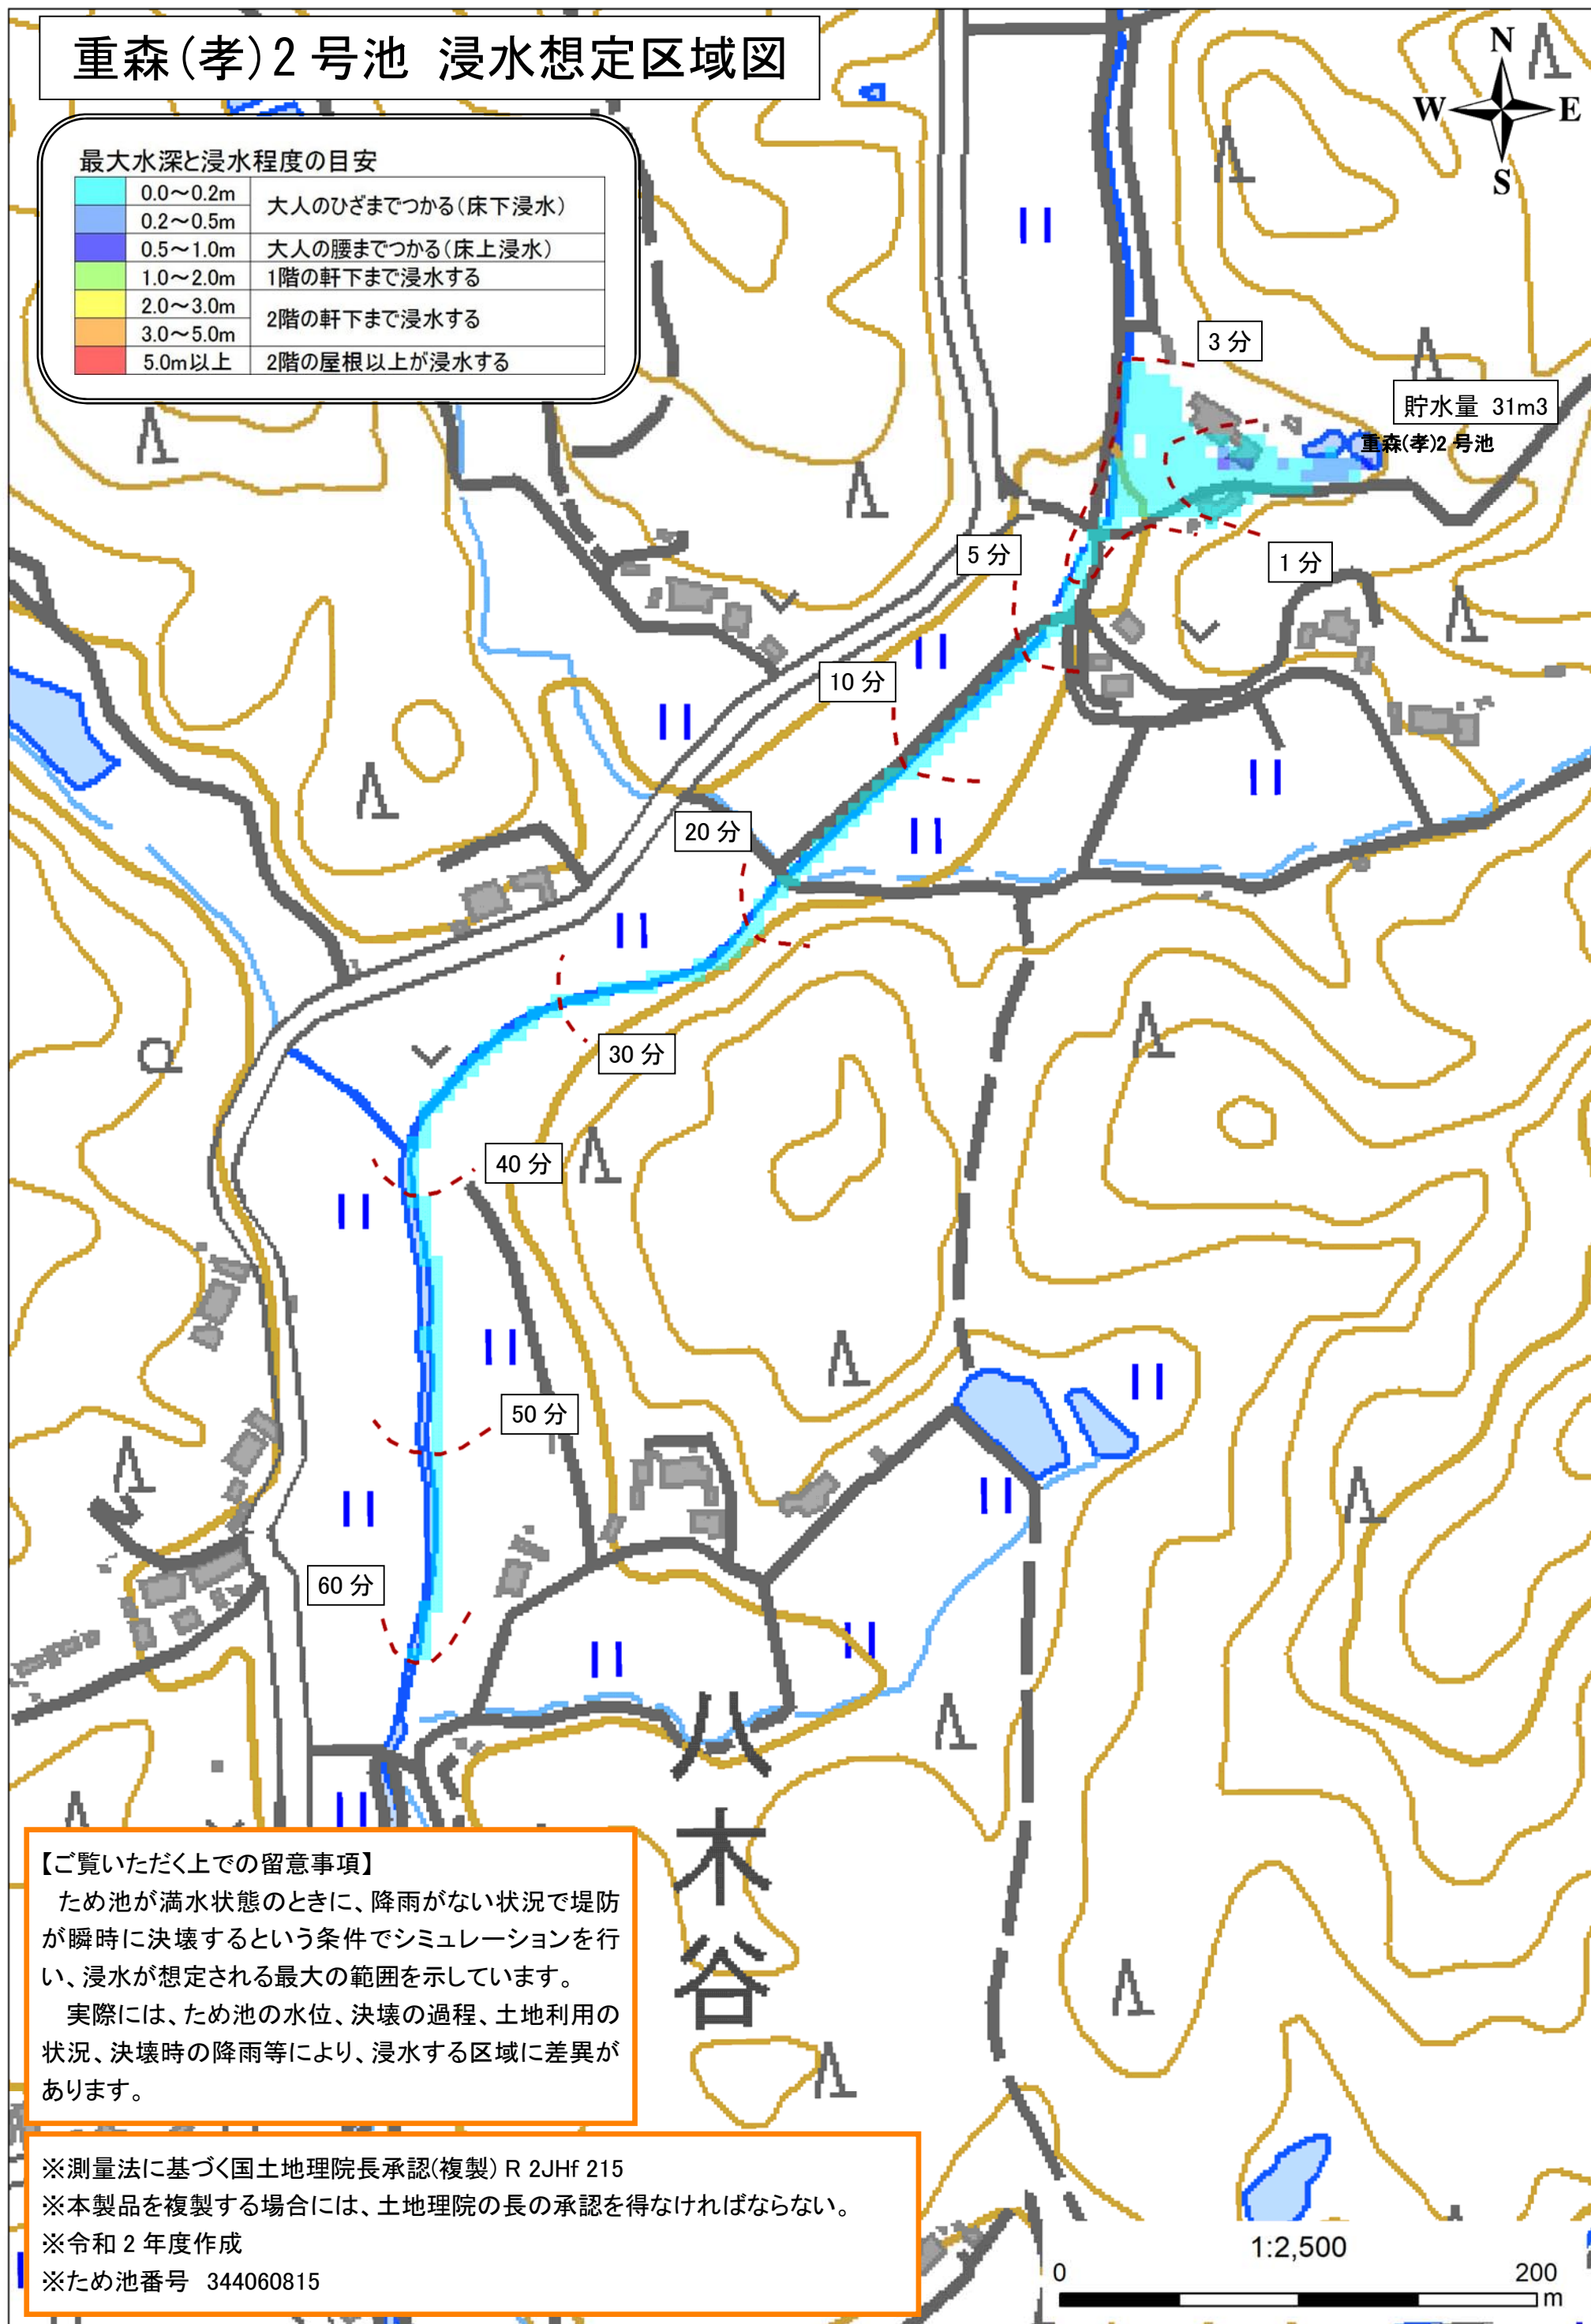 重森(孝)2号池 浸水想定区域図
N
W E
S
最大水深と浸水程度の目安
0.0～0.2m
大人のひざまでつかる(床下浸水)
0.2～0.5m
0.5～1.0m 大人の腰までつかる(床上浸水)
1.0～2.0m 1階の軒下まで浸水する
2.0～3.0m
2階の軒下まで浸水する
3.0～5.0m
5.0m以上 2階の屋根以上が浸水する
3分
貯水量 31m3
重森(孝)2号池
5分
1分
10分
20分
30分
40分
50分
60分
八木谷
【ご覧いただく上での留意事項】
ため池が満水状態のときに、降雨がない状況で堤防
が瞬時に決壊するという条件でシミュレーションを行
い、浸水が想定される最大の範囲を示しています。
実際には、ため池の水位、決壊の過程、土地利用の
状況、決壊時の降雨等により、浸水する区域に差異が
あります。
※測量法に基づく国土地理院長承認(複製) R 2JHf 215
※本製品を複製する場合には、土地理院の長の承認を得なければならない。
※令和2年度作成
※ため池番号 344060815
1:2,500
0 200
m